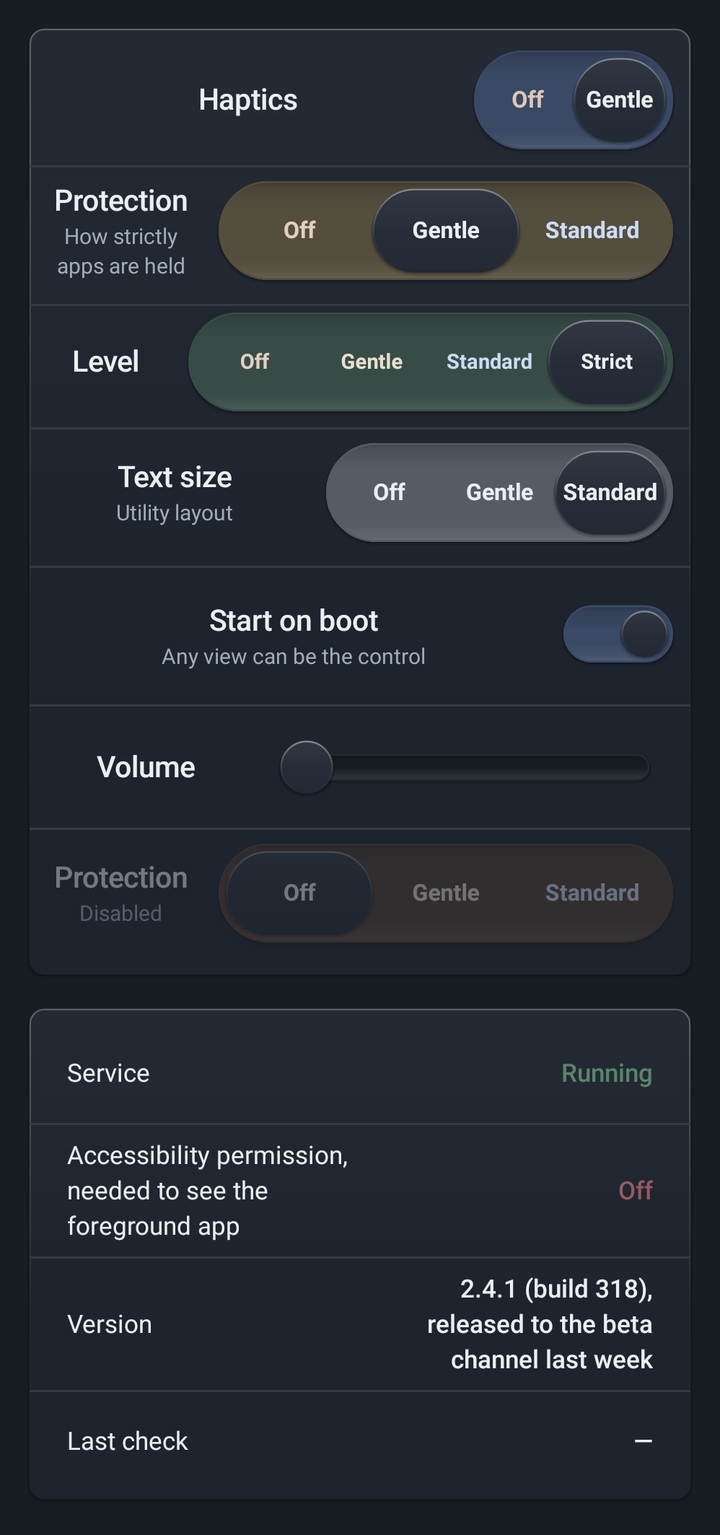 Haptics
Off Gentle
Protection
How strictly
apps are held
Off Gentle Standard
Level
Off Gentle Standard Strict
Text size
Utility layout
Off Gentle Standard
Start on boot
Any view can be the control
Volume
Protection
Disabled
Off Gentle Standard
Service
Running
Accessibility permission,
needed to see the
foreground app
Off
Version
2.4.1 (build 318),
released to the beta
channel last week
Last check
–